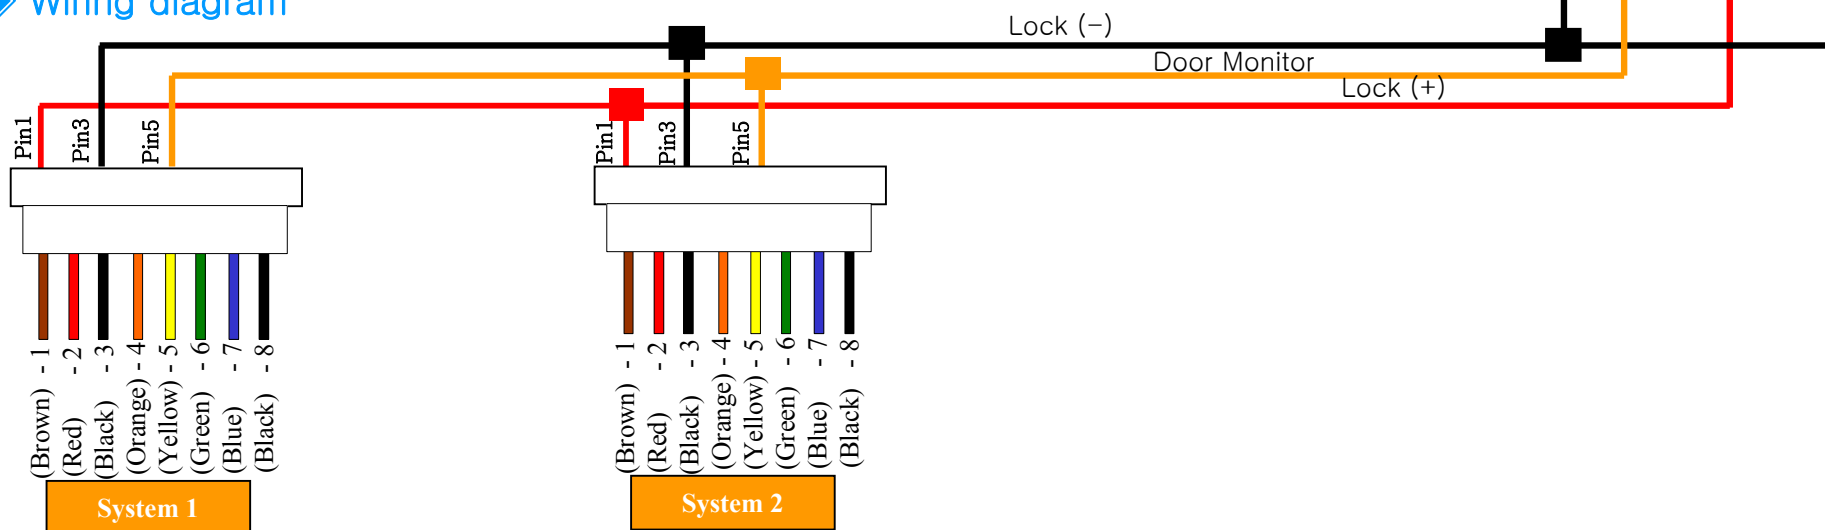 Wiring diagram
Lock (-)
Door Monitor
Lock (+)
Pin1
Pin3
Pin5
Pin1
Pin3
Pin5
(Brown) - 1
(Red) - 2
(Black) - 3
(Orange) - 4
(Yellow) - 5
(Green) - 6
(Blue) - 7
(Black) - 8
(Brown) - 1
(Red) - 2
(Black) - 3
(Orange) - 4
(Yellow) - 5
(Green) - 6
(Blue) - 7
(Black) - 8
System 1
System 2